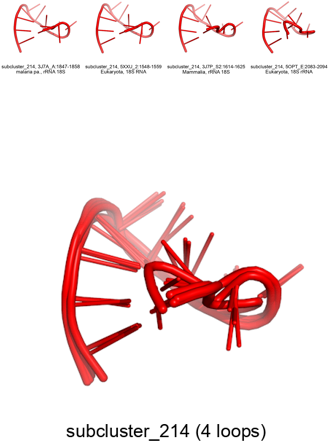 subcluster_214, 3J7A_A:1847-1858
malaria pa., rRNA 18S
subcluster_214, 5XXU_2:1548-1559
Eukaryota, 18S RNA
subcluster_214, 3J7P_S2:1614-1625
Mammalia, rRNA 18S
subcluster_214, 5OPT_E:2083-2094
Eukaryota, 18S rRNA
subcluster_214 (4 loops)